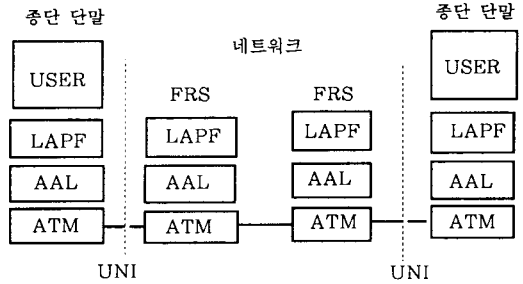 종단 단말
종단 단말
네트워크
USER
FRS
FRS
USER
LAPF
LAPF
LAPF
LAPF
AAL
AAL
AAL
AAL
ATM
ATM
ATM
ATM
UNI
UNI